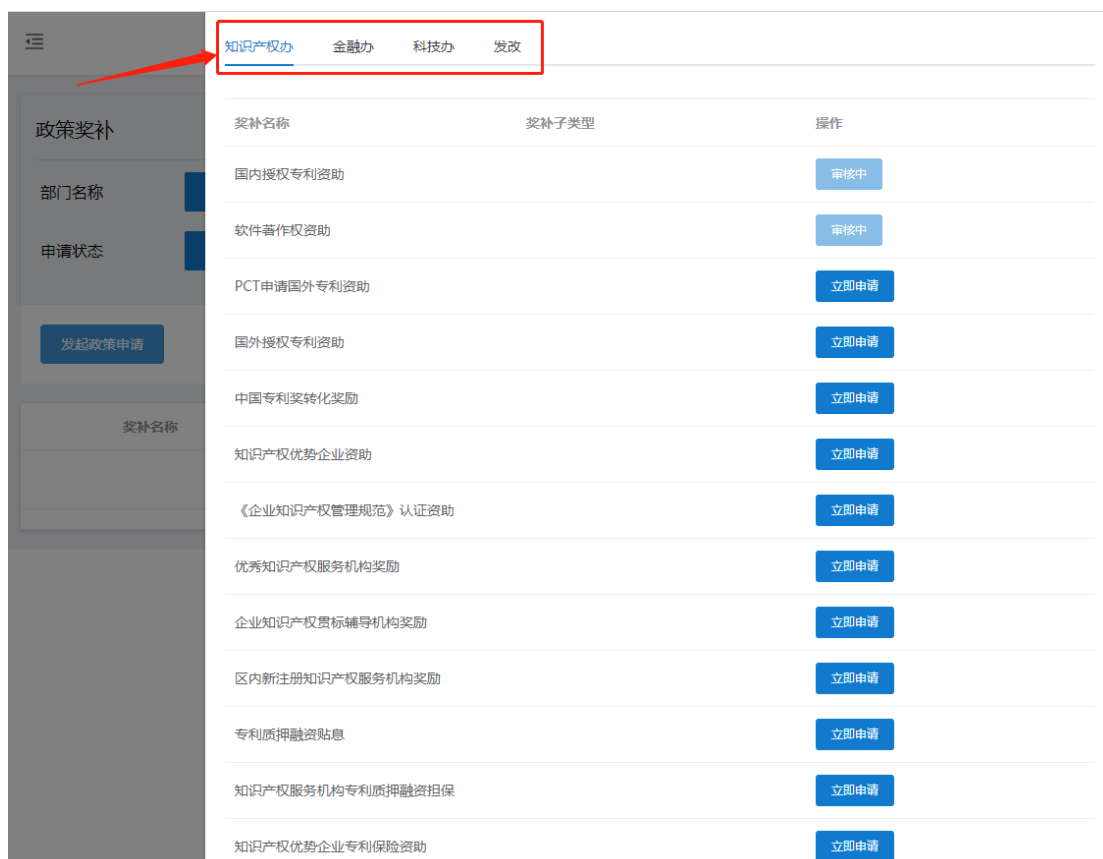 知识产权办 金融办 科技办 发改
政策奖补
部门名称
申请状态
发起政策申请
奖补名称
奖补名称 奖补子类型 操作
国内授权专利资助 审核中
软件著作权资助 审核中
PCT申请国外专利资助 立即申请
国外授权专利资助 立即申请
中国专利奖转化奖励 立即申请
知识产权优势企业资助 立即申请
《企业知识产权管理规范》认证资助 立即申请
优秀知识产权服务机构奖励 立即申请
企业知识产权贯标辅导机构奖励 立即申请
区内新注册知识产权服务机构奖励 立即申请
专利质押融资贴息 立即申请
知识产权服务机构专利质押融资担保 立即申请
知识产权优势企业专利保险资助 立即申请